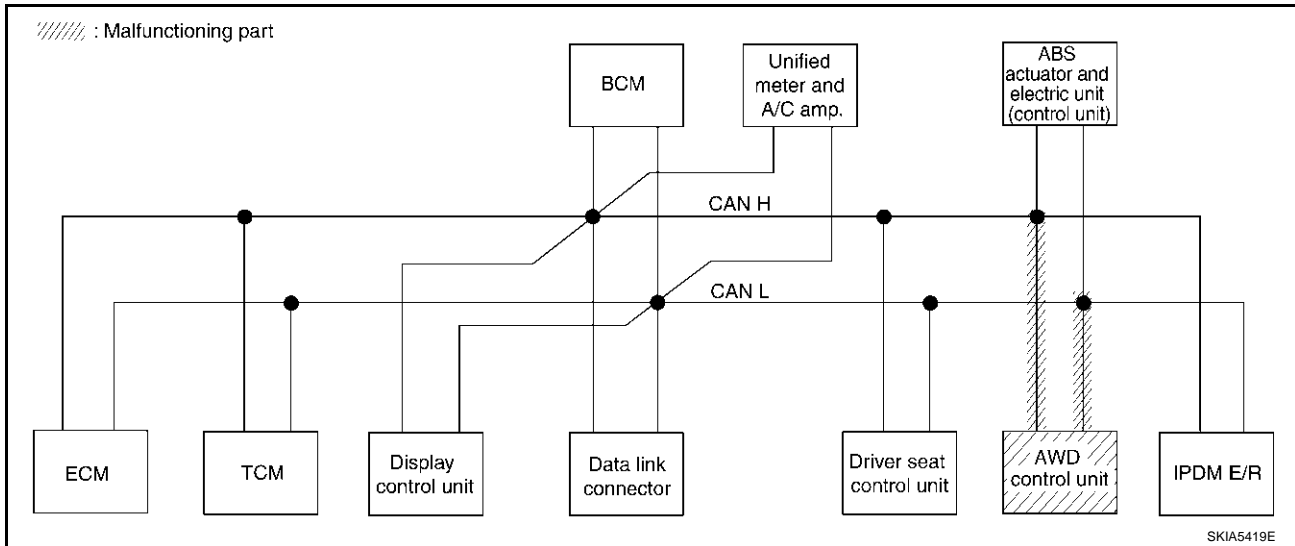 : Malfunctioning part
BCM
Unified
meter and
A/C amp.
ABS
actuator and
electric unit
(control unit)
CAN H
CAN L
ECM
TCM
Display
control unit
Data link
connector
Driver seat
control unit
AWD
control unit
IPDM E/R
SKIA5419E